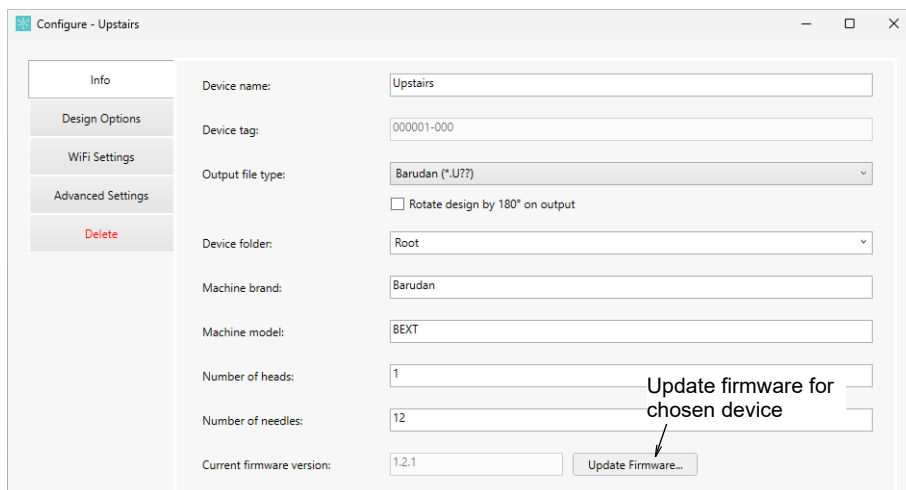 Configure - Upstairs
Info
Design Options
WiFi Settings
Advanced Settings
Delete
Device name: Upstairs
Device tag: 000001-000
Output file type: Barudan (*.U??)
Rotate design by 180° on output
Device folder: Root
Machine brand: Barudan
Machine model: BEXT
Number of heads: 1
Update firmware for
chosen device
Number of needles: 12
Current firmware version: 1.2.1 Update Firmware...